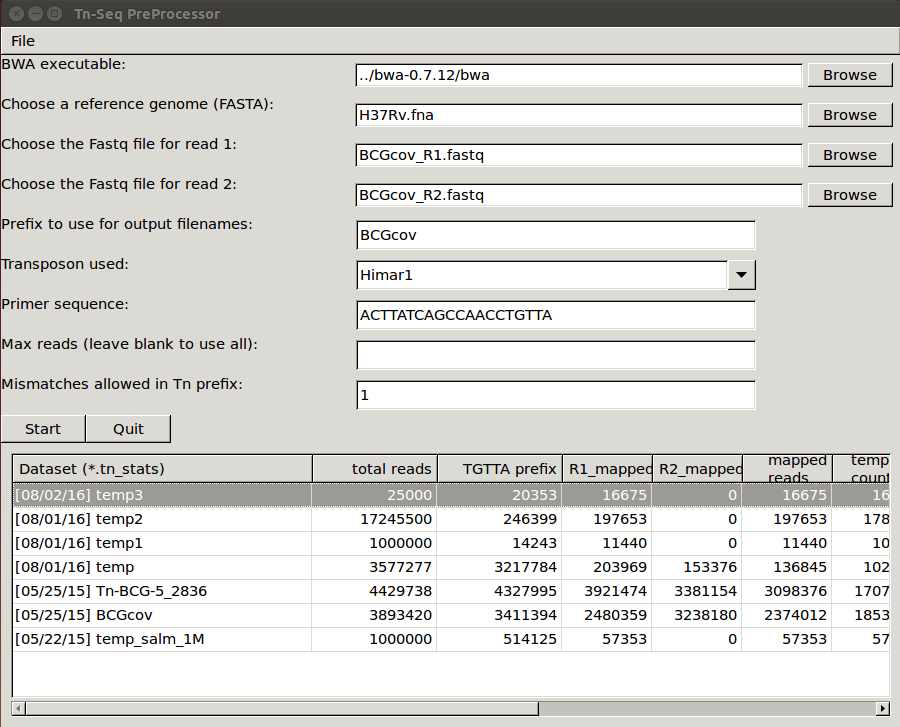 Tn-Seq PreProcessor
File
BWA executable: ../bwa-0.7.12/bwa Browse
Choose a reference genome (FASTA): H37Rv.fna Browse
Choose the Fastq file for read 1: BCGcov_R1.fastq Browse
Choose the Fastq file for read 2: BCGcov_R2.fastq Browse
Prefix to use for output filenames: BCGcov
Transposon used: Himar1
Primer sequence: ACTTATCAGCCAACCTGTTA
Max reads (leave blank to use all):
Mismatches allowed in Tn prefix: 1
Start Quit
Dataset (*.tn_stats) total reads TGTTA prefix R1_mapped R2_mapped mapped reads temp count
[08/02/16] temp3 25000 20353 16675 0 16675 16
[08/01/16] temp2 17245500 246399 197653 0 197653 178
[08/01/16] temp1 1000000 14243 11440 0 11440 10
[08/01/16] temp 3577277 3217784 203969 153376 136845 102
[05/25/15] Tn-BCG-5_2836 4429738 4327995 3921474 3381154 3098376 1707
[05/25/15] BCGcov 3893420 3411394 2480359 3238180 2374012 1853
[05/22/15] temp_salm_1M 1000000 514125 57353 0 57353 57